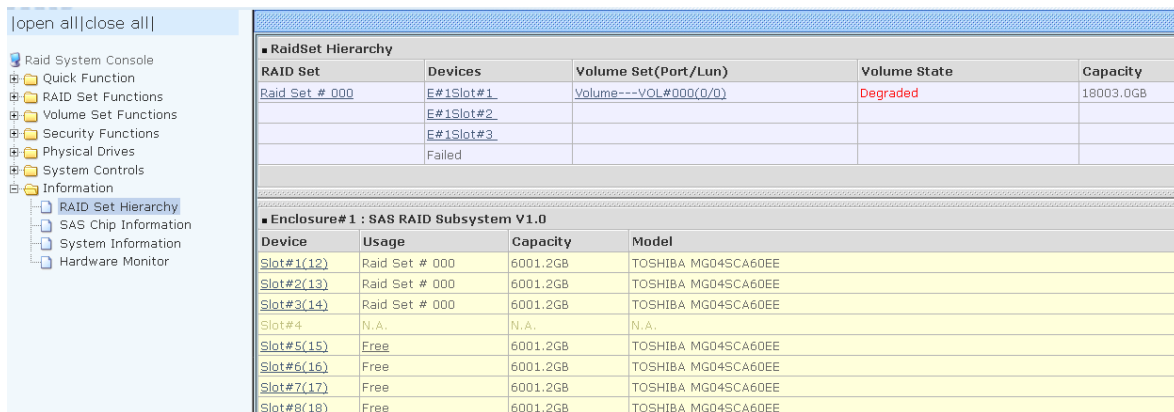 |open all||close all|
Raid System Console
Quick Function
RAID Set Functions
Volume Set Functions
Security Functions
Physical Drives
System Controls
Information
RAID Set Hierarchy
SAS Chip Information
System Information
Hardware Monitor
RaidSet Hierarchy
RAID Set Devices Volume Set(Port/Lun) Volume State Capacity
Raid Set # 000 E#1Slot#1 Volume---VOL#000(0/0) Degraded 18003.0GB
E#1Slot#2
E#1Slot#3
Failed
Enclosure#1 : SAS RAID Subsystem V1.0
Device Usage Capacity Model
Slot#1(12) Raid Set # 000 6001.2GB TOSHIBA MG04SCA60EE
Slot#2(13) Raid Set # 000 6001.2GB TOSHIBA MG04SCA60EE
Slot#3(14) Raid Set # 000 6001.2GB TOSHIBA MG04SCA60EE
Slot#4 N.A. N.A. N.A.
Slot#5(15) Free 6001.2GB TOSHIBA MG04SCA60EE
Slot#6(16) Free 6001.2GB TOSHIBA MG04SCA60EE
Slot#7(17) Free 6001.2GB TOSHIBA MG04SCA60EE
Slot#8(18) Free 6001.2GB TOSHIBA MG04SCA60EE